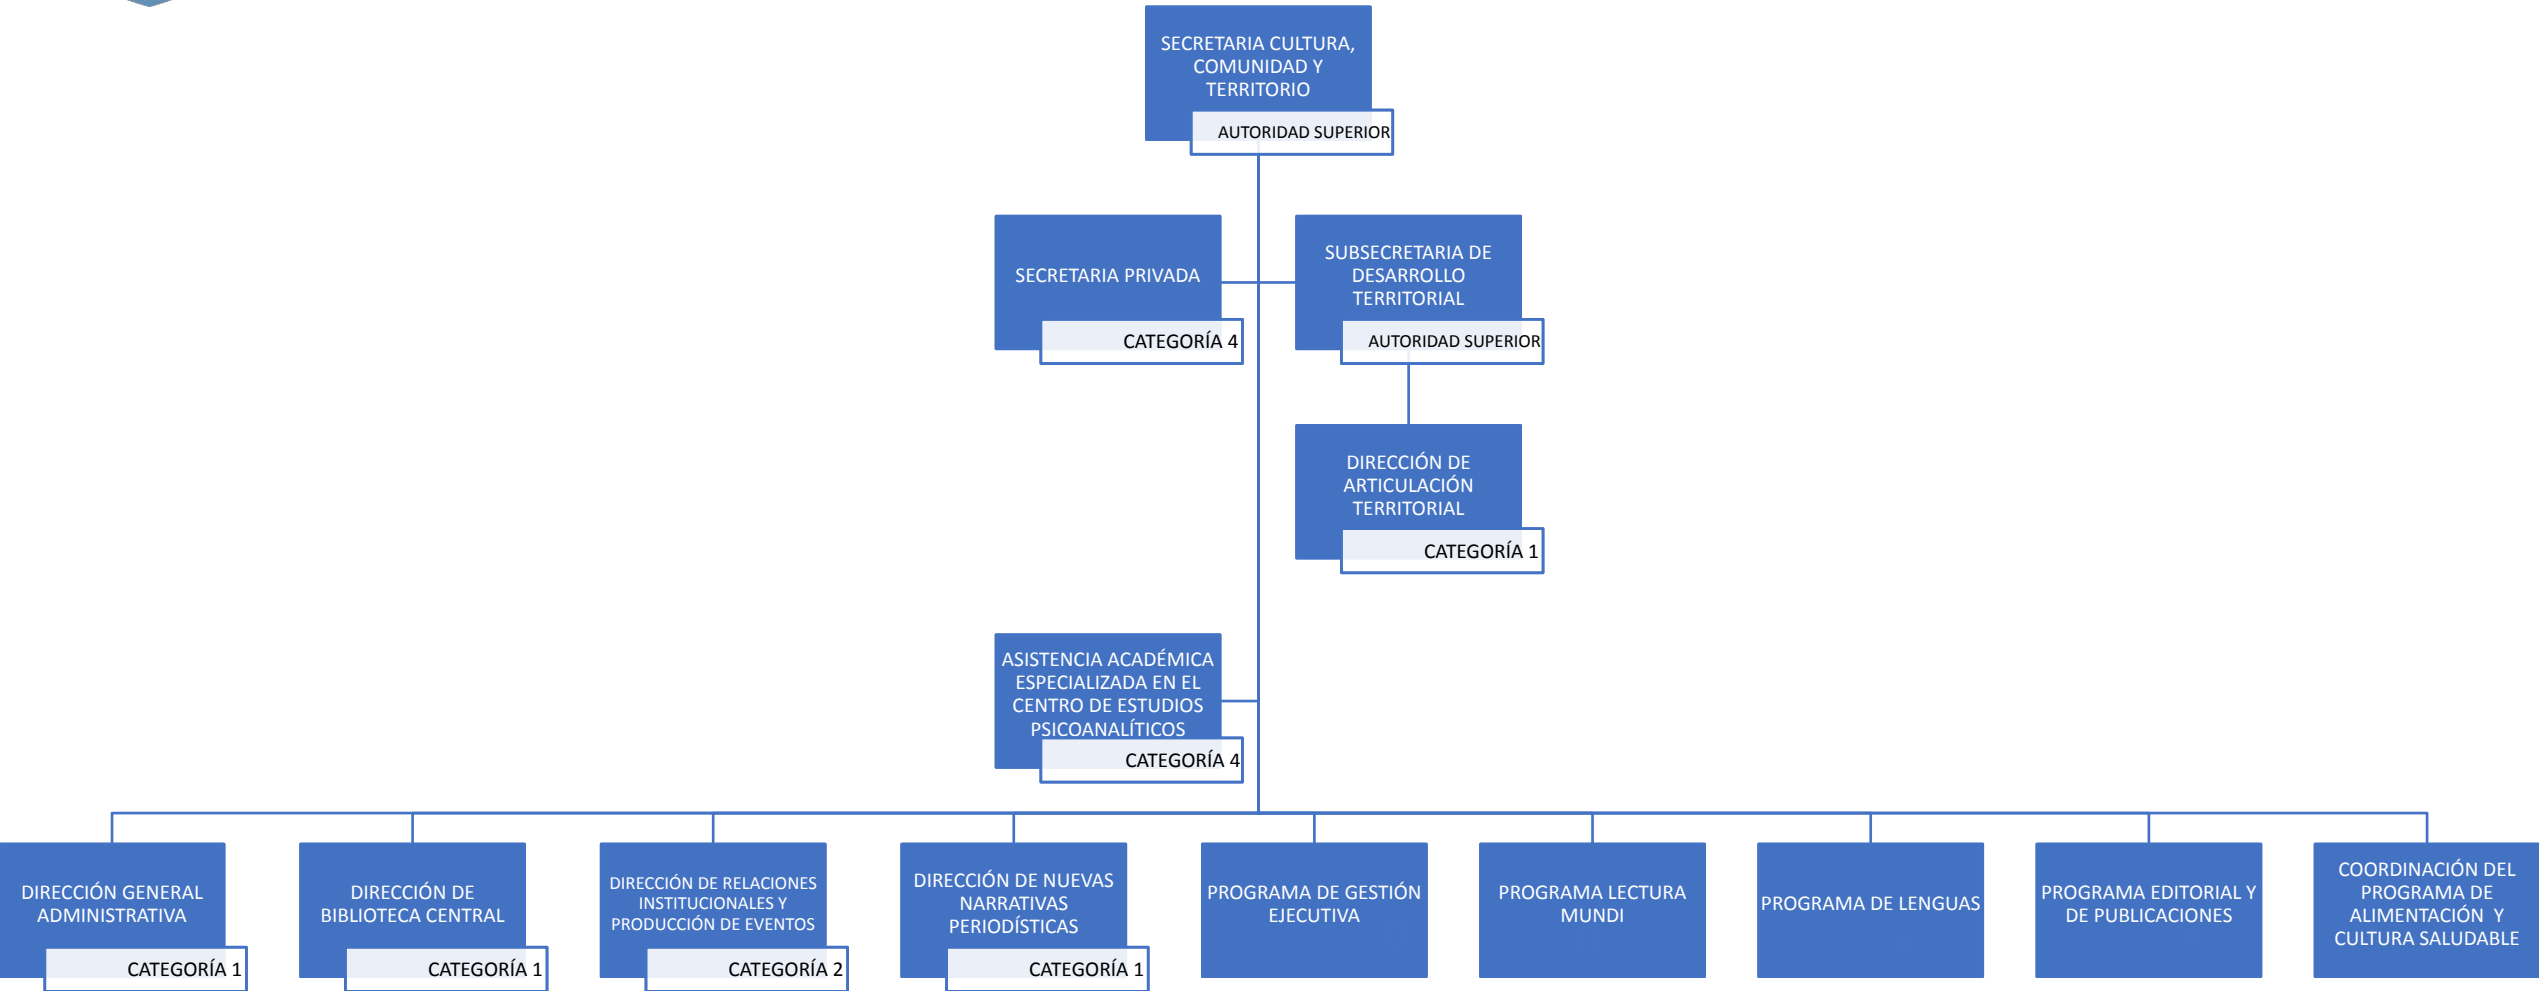 SECRETARIA CULTURA,
COMUNIDAD Y
TERRITORIO
AUTORIDAD SUPERIOR
SECRETARIA PRIVADA
CATEGORÍA 4
SUBSECRETARIA DE
DESARROLLO
TERRITORIAL
AUTORIDAD SUPERIOR
DIRECCIÓN DE
ARTICULACIÓN
TERRITORIAL
CATEGORÍA 1
ASISTENCIA ACADÉMICA
ESPECIALIZADA EN EL
CENTRO DE ESTUDIOS
PSICOANALÍTICOS
CATEGORÍA 4
DIRECCIÓN GENERAL
ADMINISTRATIVA
CATEGORÍA 1
DIRECCIÓN DE
BIBLIOTECA CENTRAL
CATEGORÍA 1
DIRECCIÓN DE RELACIONES
INSTITUCIONALES Y
PRODUCCIÓN DE EVENTOS
CATEGORÍA 2
DIRECCIÓN DE NUEVAS
NARRATIVAS
PERIODÍSTICAS
CATEGORÍA 1
PROGRAMA DE GESTIÓN
EJECUTIVA
PROGRAMA LECTURA
MUNDI
PROGRAMA DE LENGUAS
PROGRAMA EDITORIAL Y
DE PUBLICACIONES
COORDINACIÓN DEL
PROGRAMA DE
ALIMENTACIÓN Y
CULTURA SALUDABLE